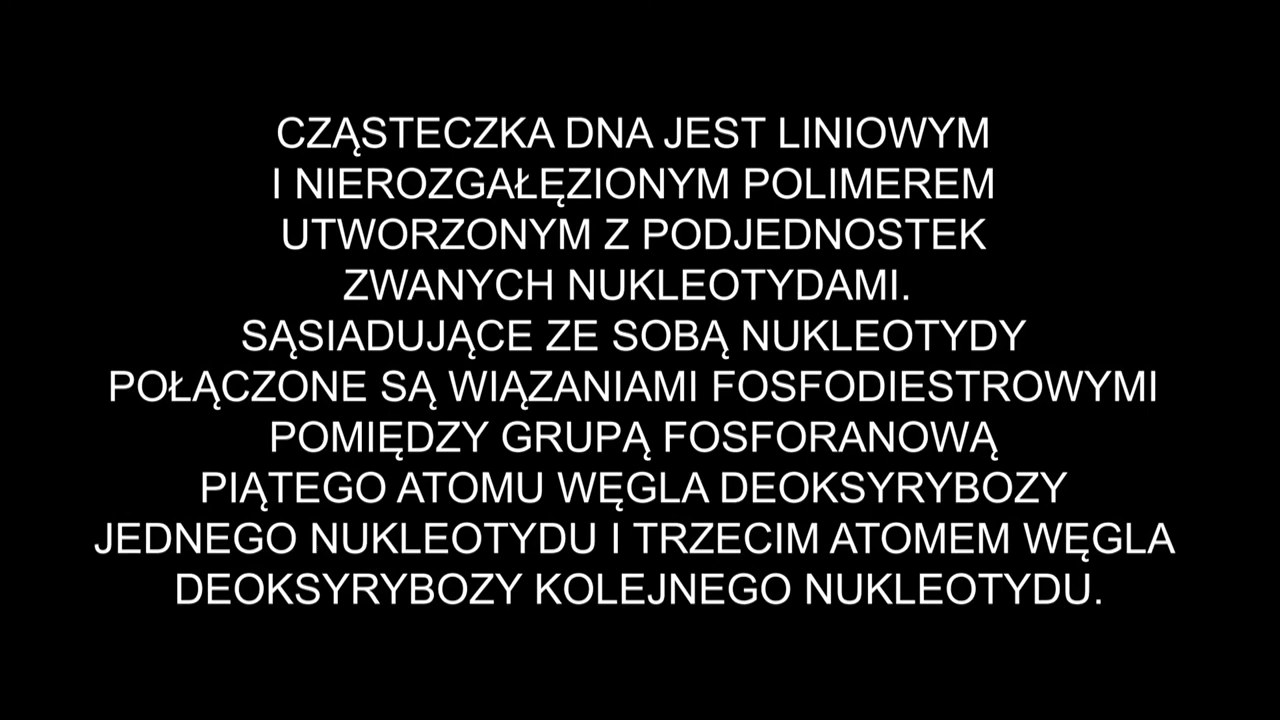 CZĄSTECZKA DNA JEST LINIOWYM
I NIEROZGAŁĘZIONYM POLIMEREM
UTWORZONYM Z PODJEDNOSTEK
ZWANYCH NUKLEOTYDAMI.
SĄSIADUJĄCE ZE SOBĄ NUKLEOTYDY
POŁĄCZONE SĄ WIĄZANIAMI FOSFODIESTROWYMI
POMIĘDZY GRUPĄ FOSFORANOWĄ
PIĄTEGO ATOMU WĘGLA DEOKSYRYBOZY
JEDNEGO NUKLEOTYDU I TRZECIM ATOMEM WĘGLA
DEOKSYRYBOZY KOLEJNEGO NUKLEOTYDU.